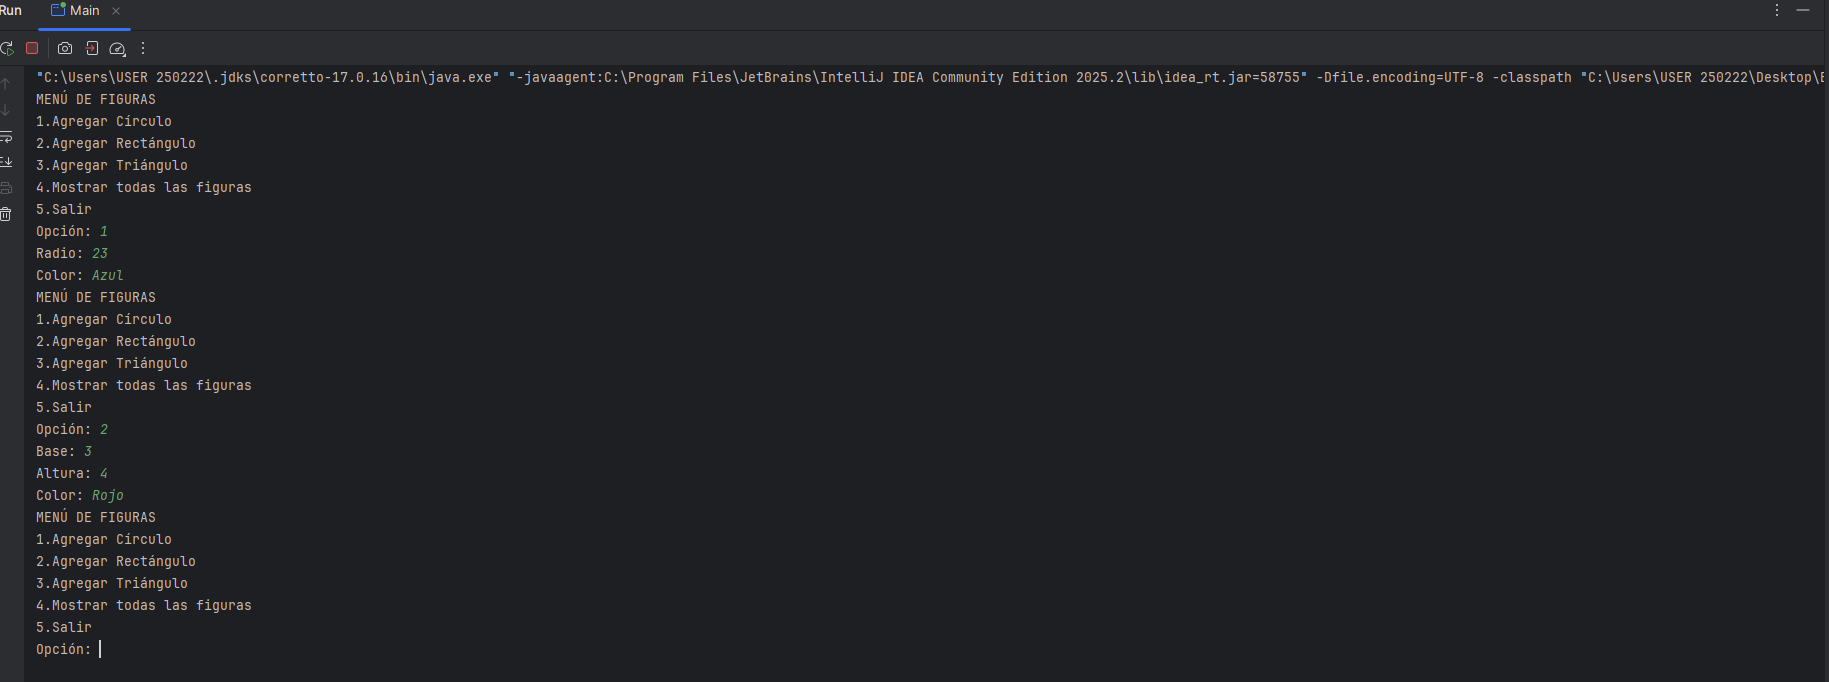 Run Main
"C:\Users\USER 250222\.jdks\corretto-17.0.16\bin\java.exe" "-javaagent:C:\Program Files\JetBrains\IntelliJ IDEA Community Edition 2025.2\lib\idea_rt.jar=58755" -Dfile.encoding=UTF-8 -classpath "C:\Users\USER 250222\Desktop\E
MENÚ DE FIGURAS
1.Agregar Círculo
2.Agregar Rectángulo
3.Agregar Triángulo
4.Mostrar todas las figuras
5.Salir
Opción: 1
Radio: 23
Color: Azul
MENÚ DE FIGURAS
1.Agregar Círculo
2.Agregar Rectángulo
3.Agregar Triángulo
4.Mostrar todas las figuras
5.Salir
Opción: 2
Base: 3
Altura: 4
Color: Rojo
MENÚ DE FIGURAS
1.Agregar Círculo
2.Agregar Rectángulo
3.Agregar Triángulo
4.Mostrar todas las figuras
5.Salir
Opción: